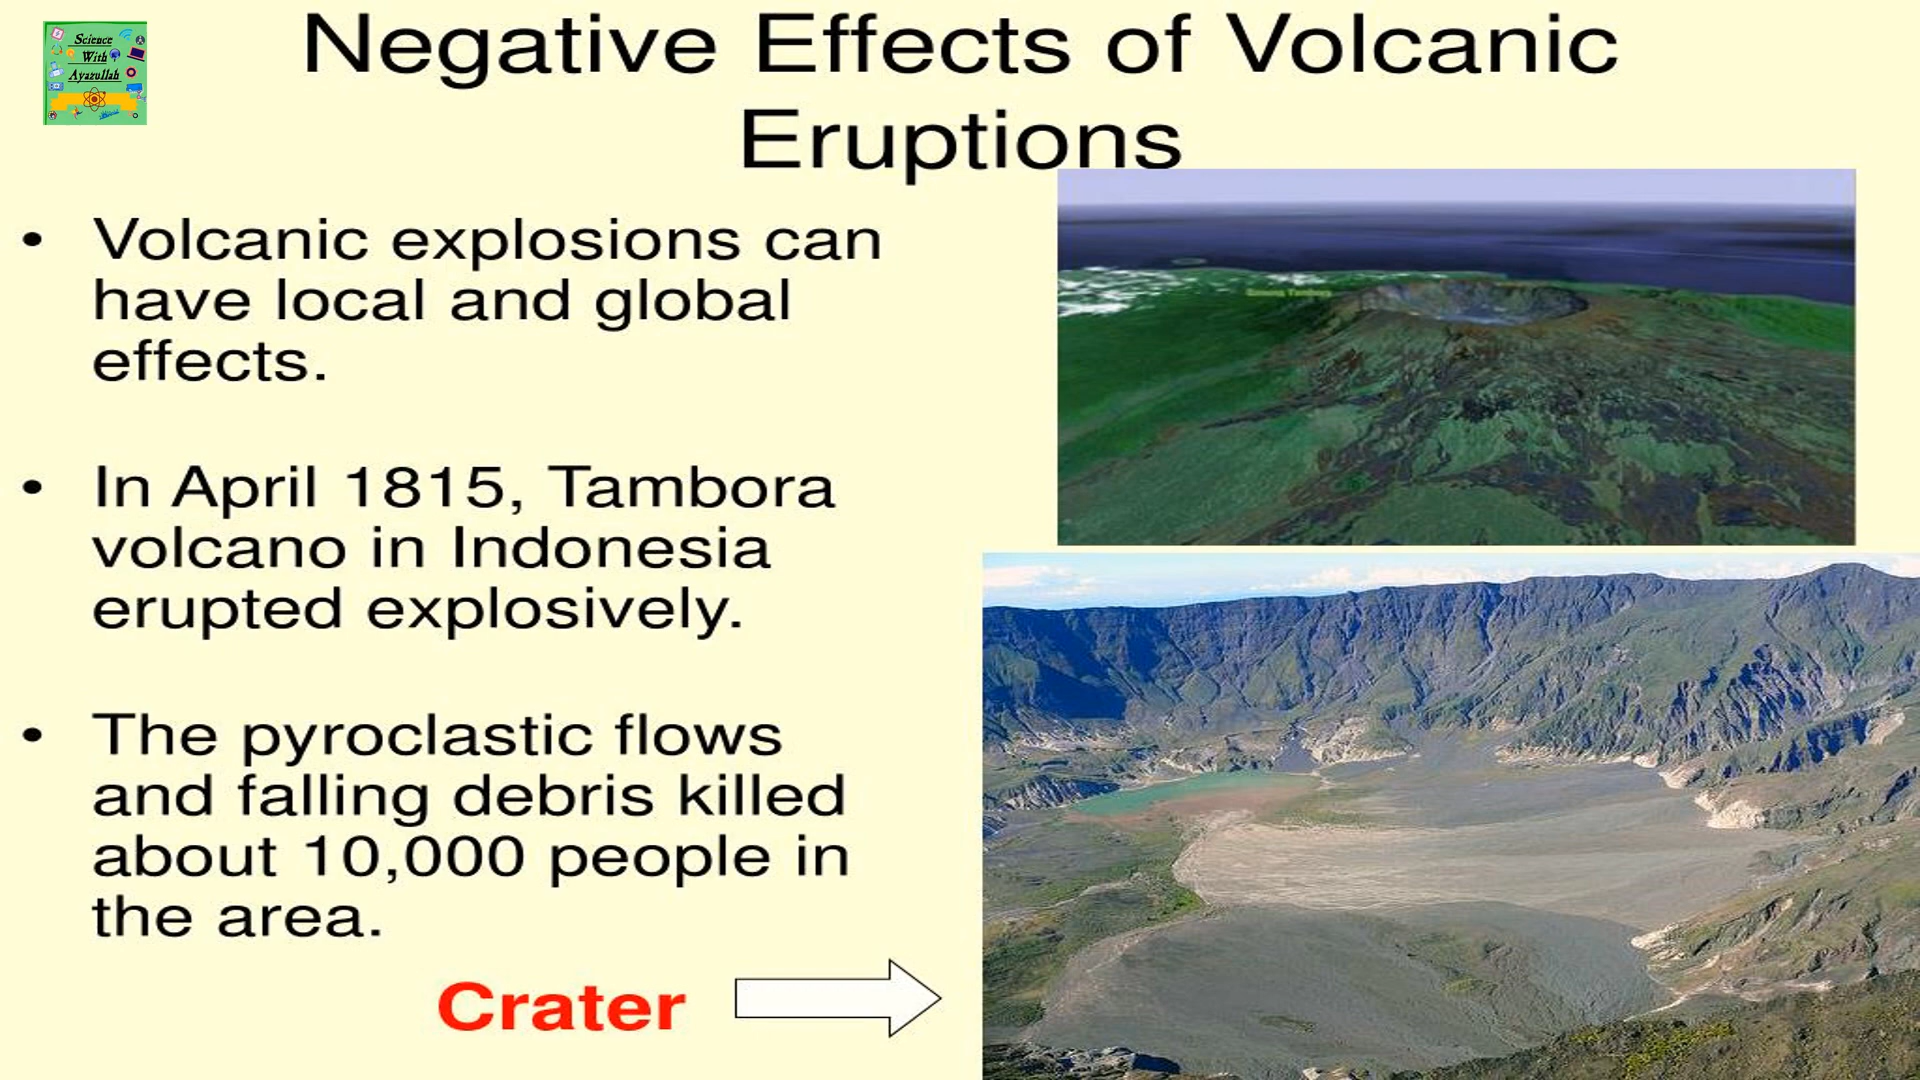 Science
With
Ayazullah
Negative Effects of Volcanic
Eruptions
• Volcanic explosions can
have local and global
effects.
• In April 1815, Tambora
volcano in Indonesia
erupted explosively.
• The pyroclastic flows
and falling debris killed
about 10,000 people in
the area.
Crater